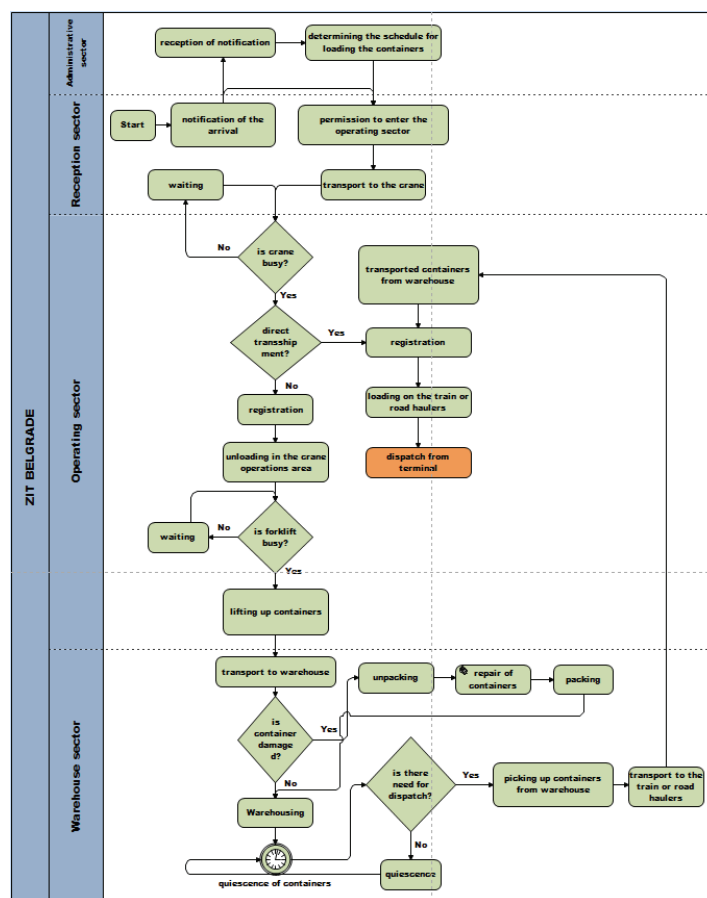 ZIT BELGRADE
Administrative
sector
reception of notification
determining the schedule for
loading the containers
Reception sector
Start
notification of the
arrival
permission to enter the
operating sector
waiting
transport to the crane
Operating sector
No
is crane
busy?
Yes
transported containers
from warehouse
direct
transship
ment?
Yes
registration
No
registration
loading on the train or
road haulers
unloading in the crane
operations area
dispatch from
terminal
waiting
No
is forklift
busy?
Yes
lifting up containers
Warehouse sector
transport to warehouse
unpacking
repair of
containers
packing
is
container
damag
ed?
Yes
No
is there
need for
dispatch?
Yes
picking up containers
from warehouse
transport to the
train or road
haulers
Warehousing
No
quiescence of containers
quiescence